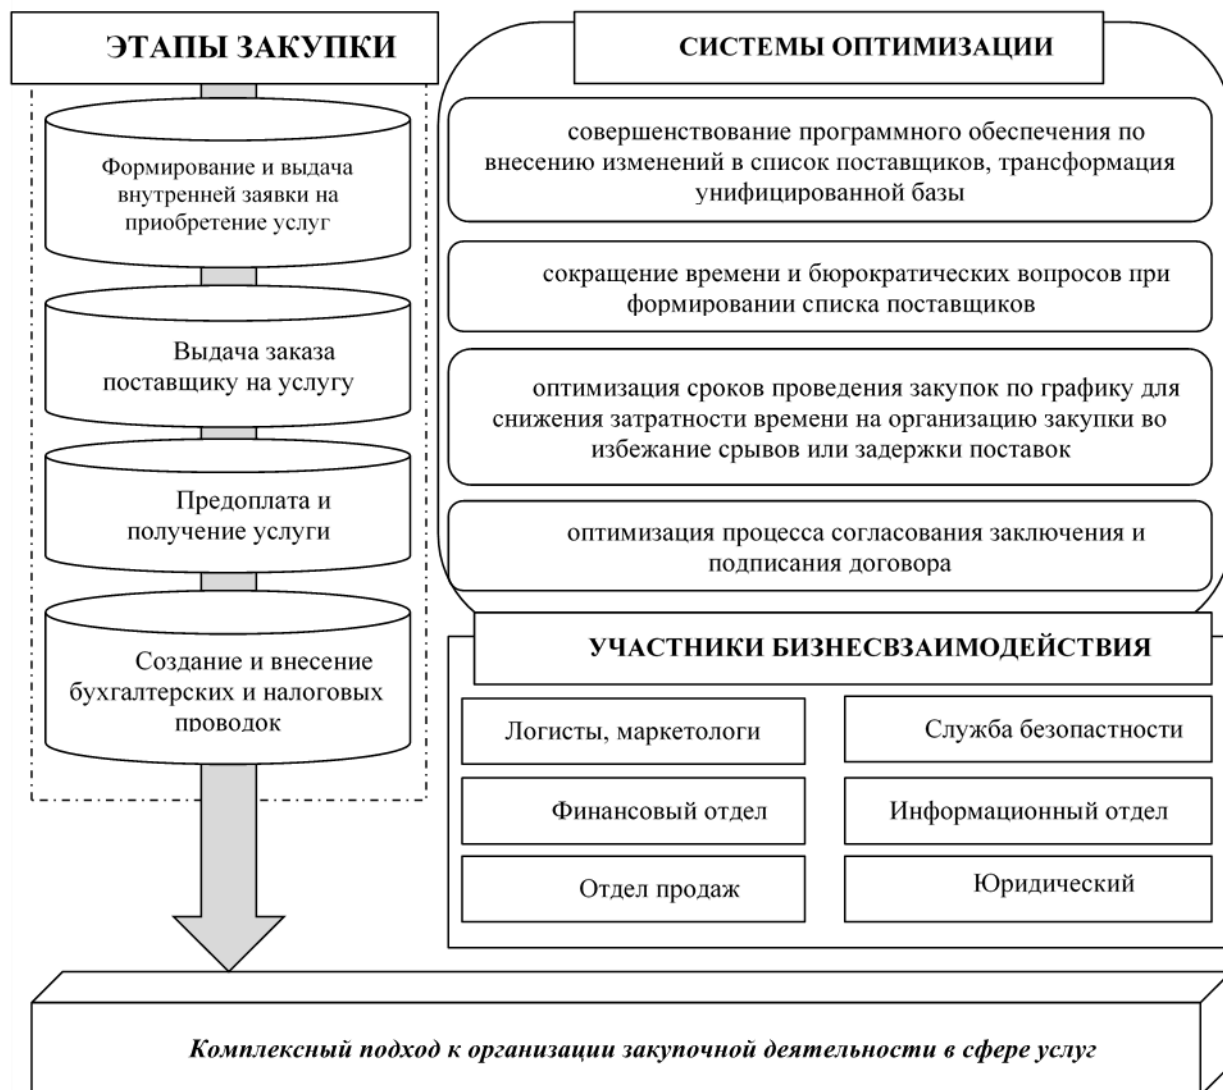 ЭТАПЫ ЗАКУПКИ
Формирование и выдача
внутренней заявки на
приобретение услуг
Выдача заказа
поставщику на услугу
Предоплата и
получение услуги
Создание и внесение
бухгалтерских и налоговых
проводок
СИСТЕМЫ ОПТИМИЗАЦИИ
совершенствование программного обеспечения по
внесению изменений в список поставщиков, трансформация
унифицированной базы
сокращение времени и бюрократических вопросов при
формировании списка поставщиков
оптимизация сроков проведения закупок по графику для
снижения затратности времени на организацию закупки во
избежание срывов или задержки поставок
оптимизация процесса согласования заключения и
подписания договора
УЧАСТНИКИ БИЗНЕСВЗАИМОДЕЙСТВИЯ
Логисты, маркетологи
Служба безопастности
Финансовый отдел
Информационный отдел
Отдел продаж
Юридический
Комплексный подход к организации закупочной деятельности в сфере услуг